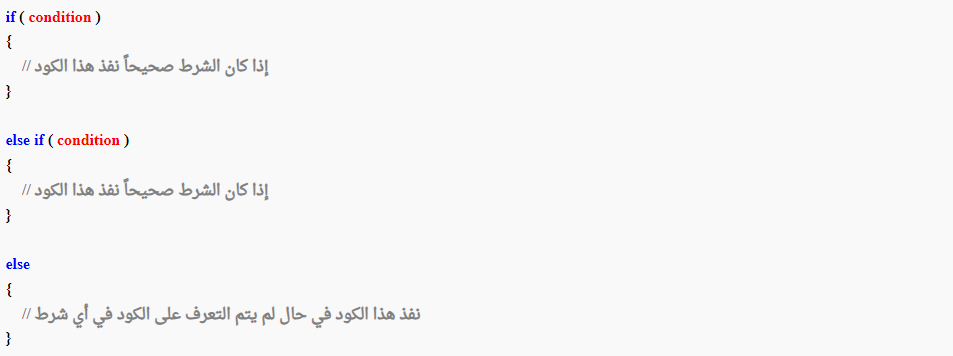 if ( condition )
{
// إذا كان الشرط صحيحاً نفذ هذا الكود
}
else if ( condition )
{
// إذا كان الشرط صحيحاً نفذ هذا الكود
}
else
{
// نفذ هذا الكود في حال لم يتم التعرف على الكود في أي شرط
}